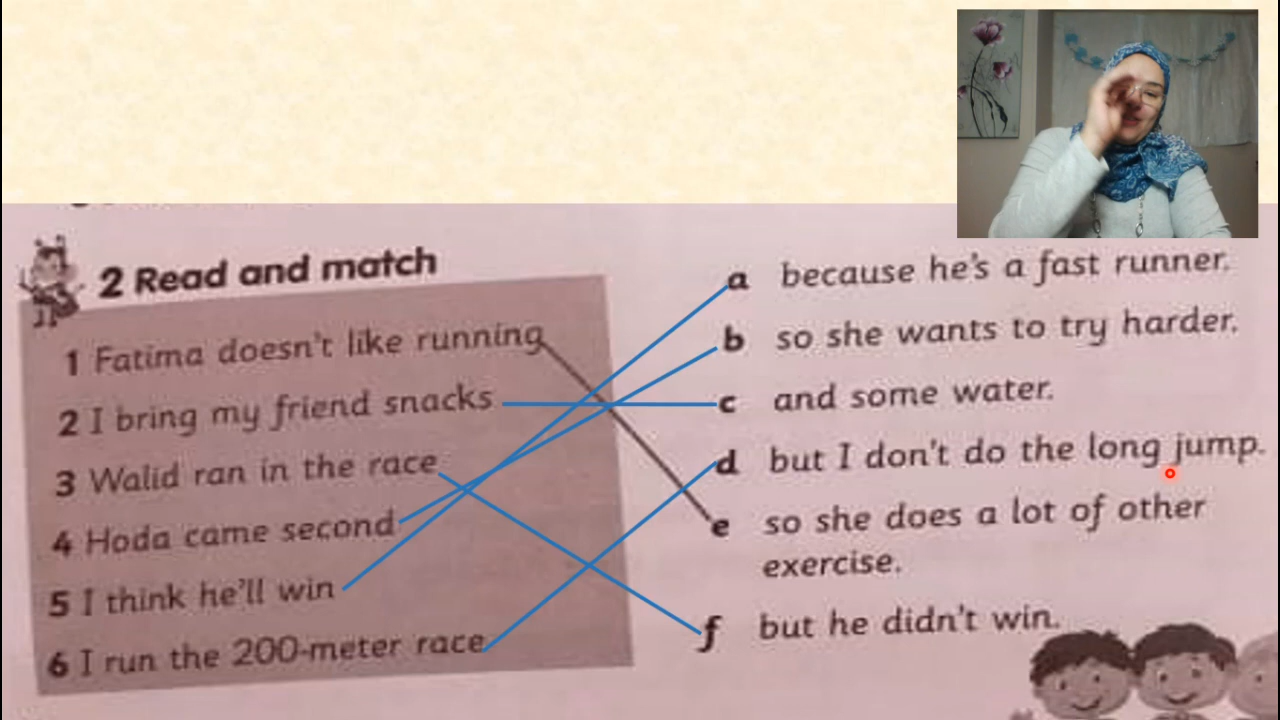 2 Read and match
1 Fatima doesn't like running
2 I bring my friend snacks
3 Walid ran in the race
4 Hoda came second
5 I think he'll win
6 I run the 200-meter race
a because he's a fast runner.
b so she wants to try harder.
c and some water.
d but I don't do the long jump.
e so she does a lot of other
exercise.
f but he didn't win.